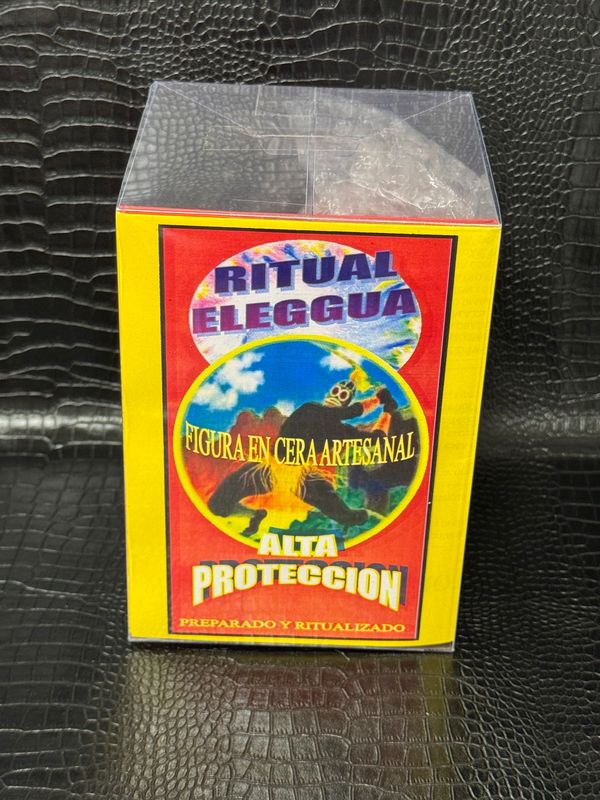 RITUAL
ELEGGUA
FIGURA EN CERA ARTESANAL
ALTA
PROTECCION
PREPARADO Y RITUALIZADO